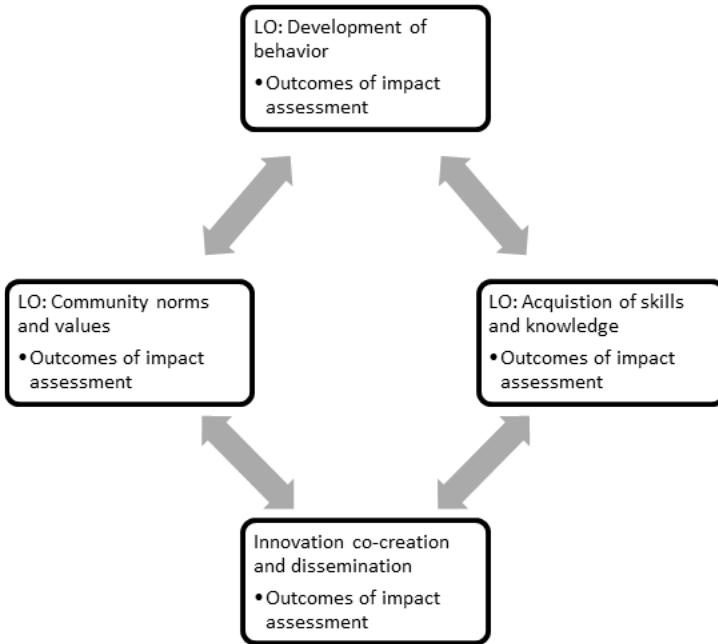 LO: Development of
behavior
•Outcomes of impact
assessment
LO: Community norms
and values
•Outcomes of impact
assessment
LO: Acquistion of skills
and knowledge
•Outcomes of impact
assessment
Innovation co-creation
and dissemination
•Outcomes of impact
assessment